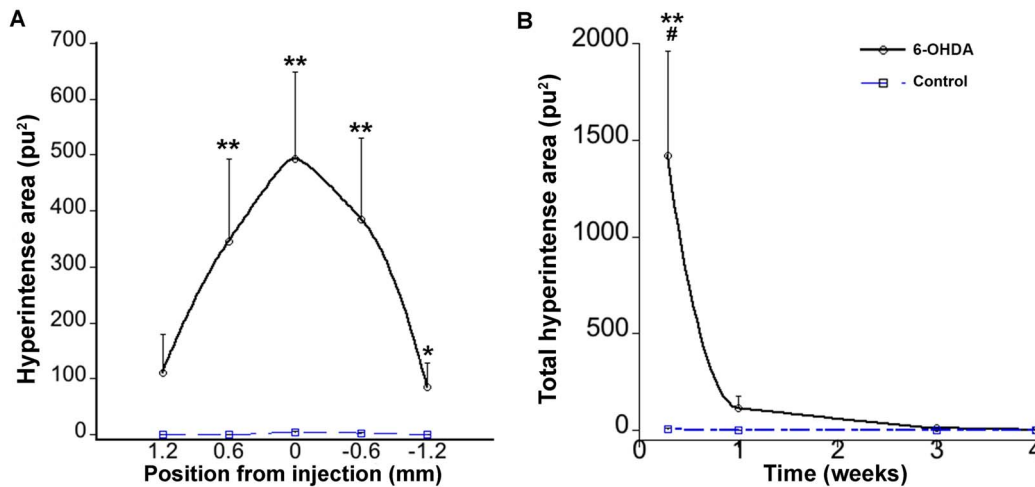 A
Hyperintense area (pu²)
700
600
500
400
300
200
100
0
**
**
**
*
1.2 0.6 0 -0.6 -1.2
Position from injection (mm)
B
Total hyperintense area (pu²)
2000
1500
1000
500
0
**
#
6-OHDA
Control
0 1 2 3 4
Time (weeks)